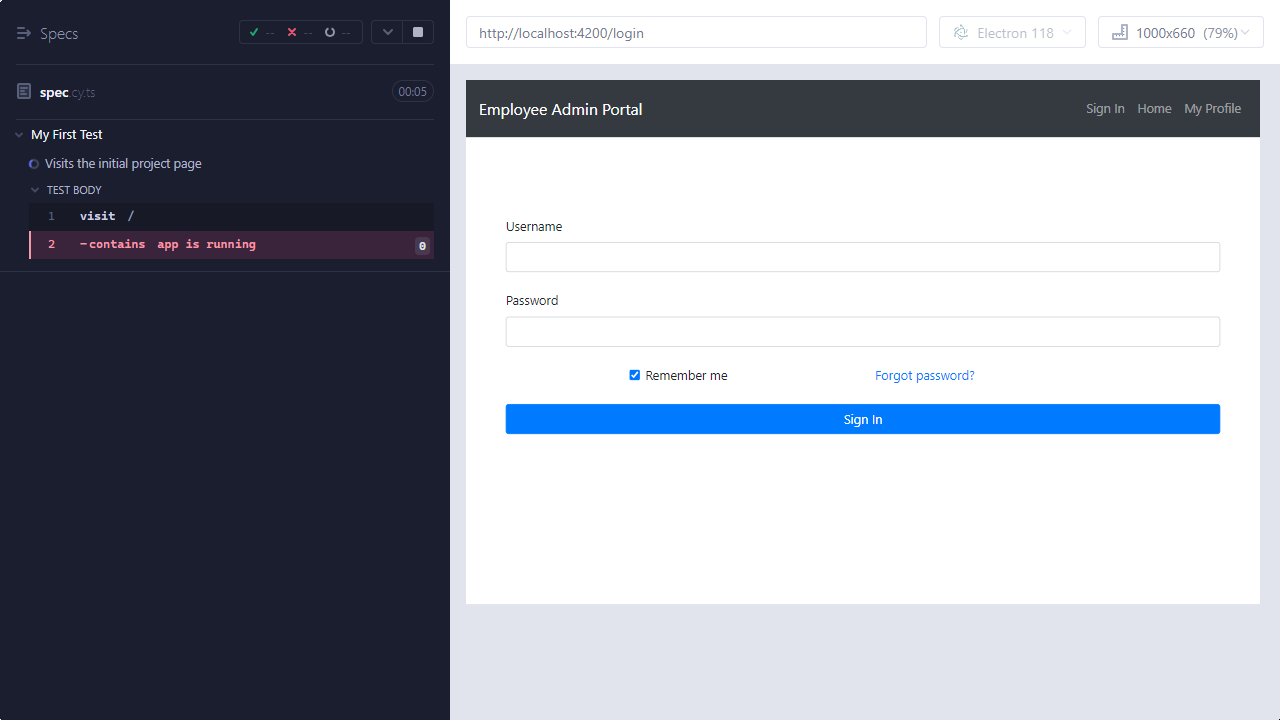 Specs
-- -- --
spec.cy.ts
00:05
My First Test
Visits the initial project page
TEST BODY
1 visit /
2 -contains app is running 0
http://localhost:4200/login
Electron 118
1000x660 (79%)
Employee Admin Portal
Sign In Home My Profile
Username
Password
Remember me
Forgot password?
Sign In